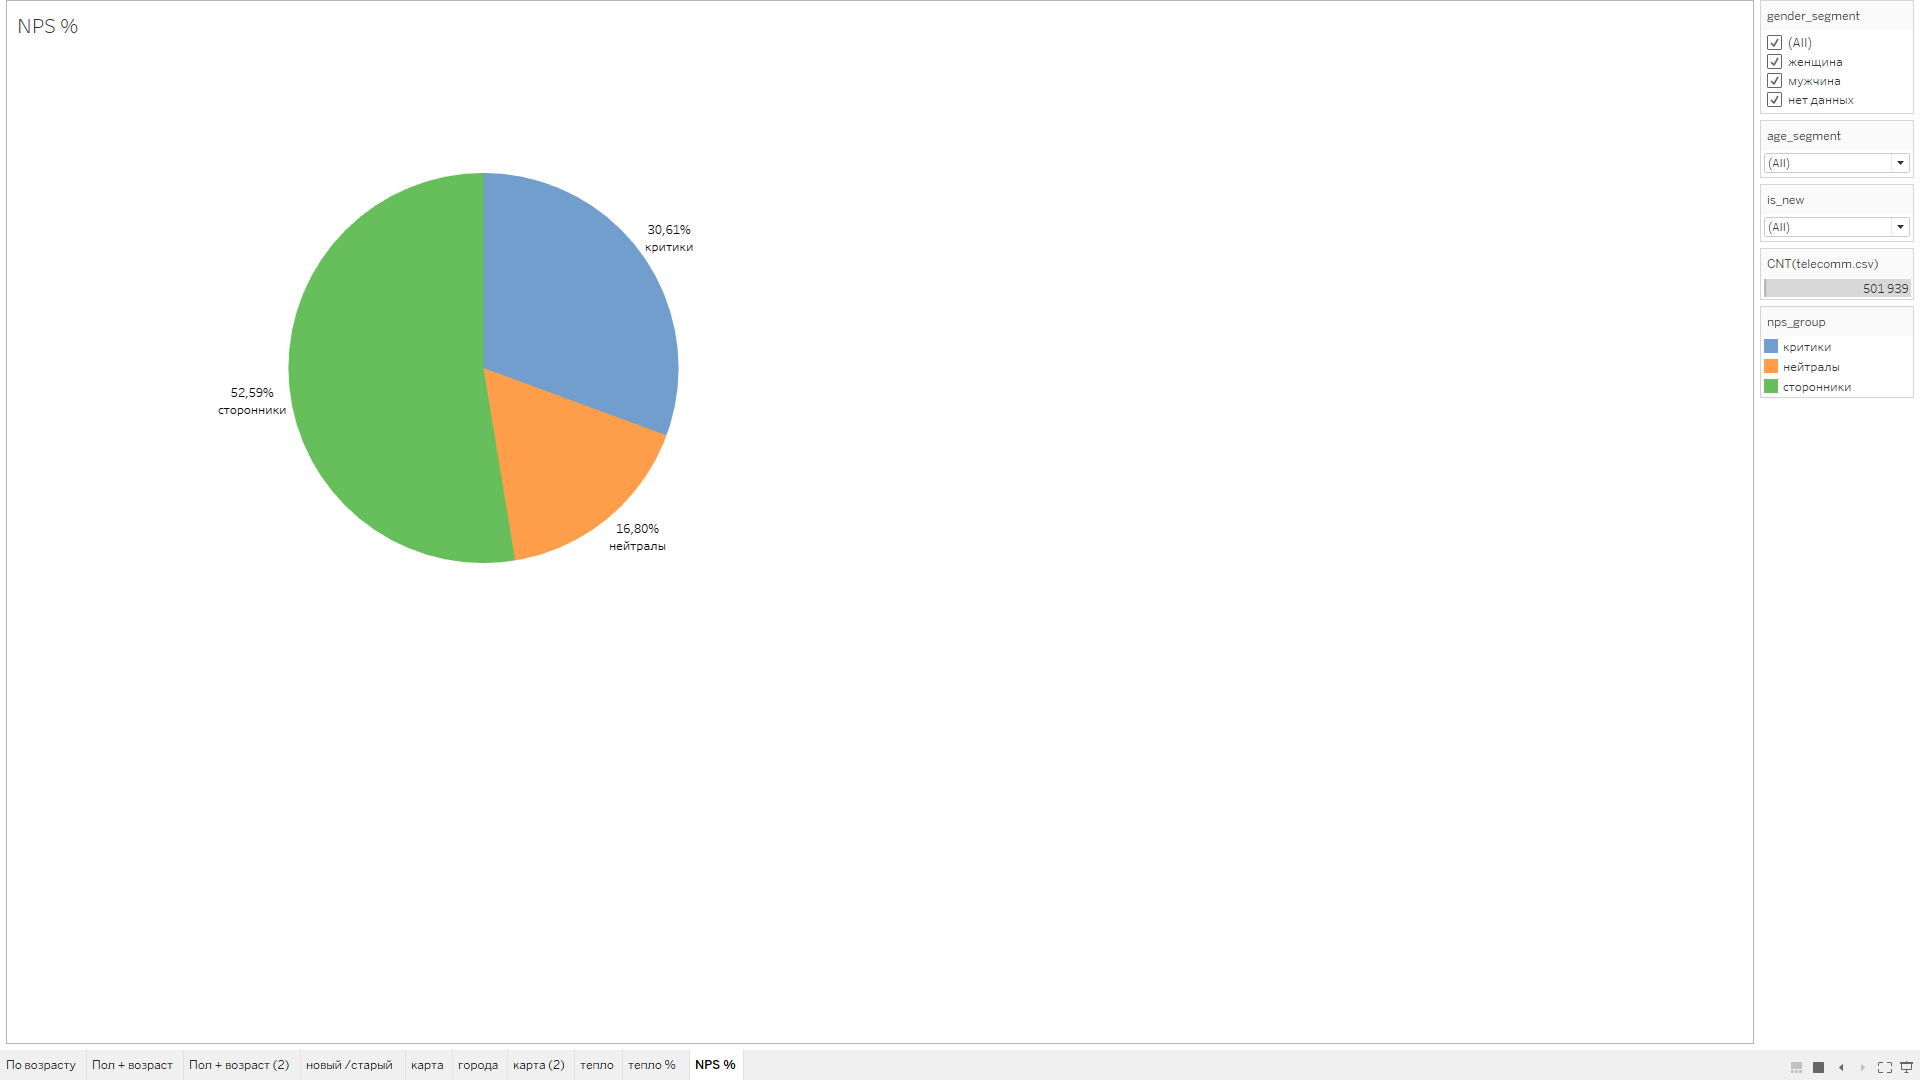 NPS %
30,61%
критики
52,59%
сторонники
16,80%
нейтралы
gender_segment
(All)
женщина
мужчина
нет данных
age_segment
(All)
is_new
(All)
CNT(telecomm.csv)
501 939
nps_group
критики
нейтралы
сторонники
По возрасту Пол + возраст Пол + возраст (2) новый /старый карта города карта (2) тепло тепло % NPS %